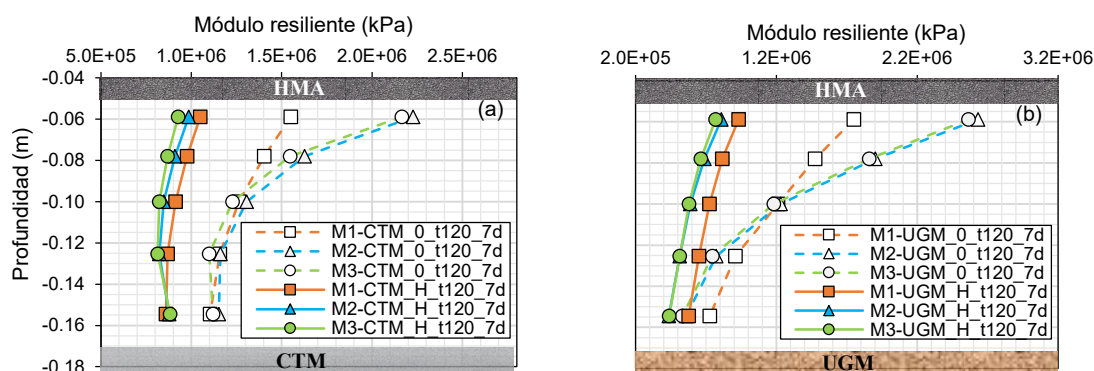 Módulo resiliente (kPa)
5.0E+05 1.0E+06 1.5E+06 2.0E+06 2.5E+06
Profundidad (m)
-0.04
-0.06
-0.08
-0.10
-0.12
-0.14
-0.16
-0.18
HMA
(a)
M1-CTM_0_t120_7d
M2-CTM_0_t120_7d
M3-CTM_0_t120_7d
M1-CTM_H_t120_7d
M2-CTM_H_t120_7d
M3-CTM_H_t120_7d
CTM
Módulo resiliente (kPa)
2.0E+05 1.2E+06 2.2E+06 3.2E+06
HMA
(b)
M1-UGM_0_t120_7d
M2-UGM_0_t120_7d
M3-UGM_0_t120_7d
M1-UGM_H_t120_7d
M2-UGM_H_t120_7d
M3-UGM_H_t120_7d
UGM